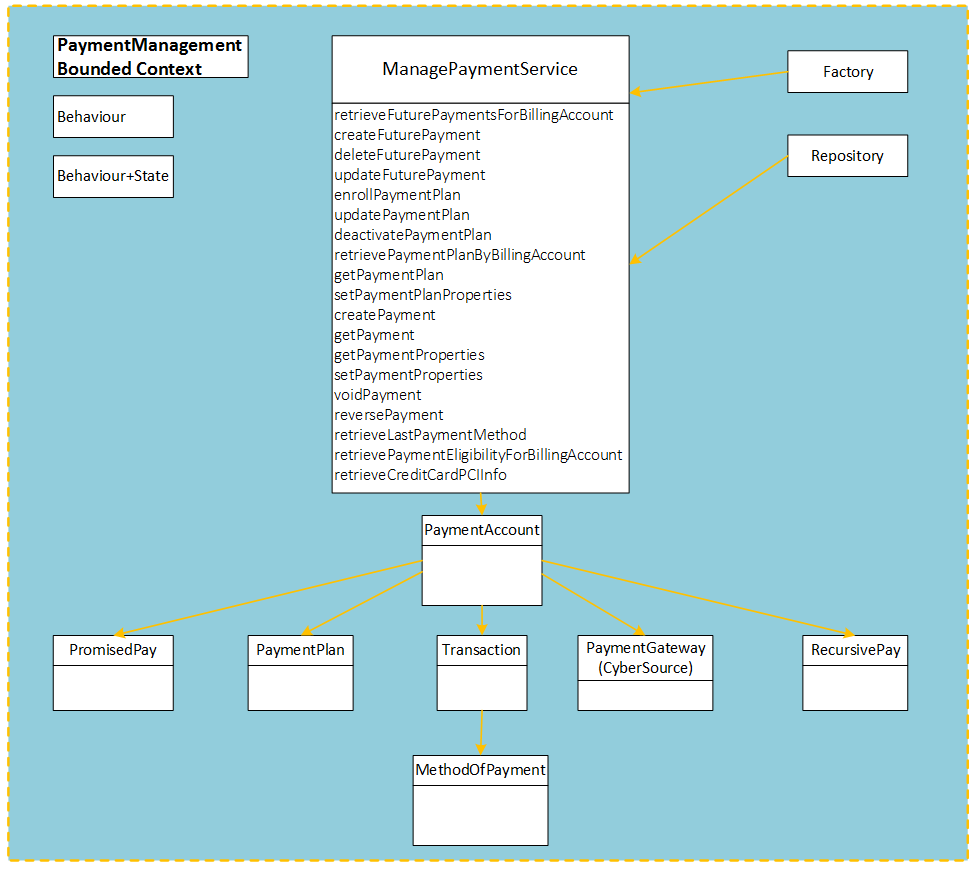 PaymentManagement
Bounded Context
Behaviour
Behaviour+State
ManagePaymentService
retrieveFuturePaymentsForBillingAccount
createFuturePayment
deleteFuturePayment
updateFuturePayment
enrollPaymentPlan
updatePaymentPlan
deactivatePaymentPlan
retrievePaymentPlanByBillingAccount
getPaymentPlan
setPaymentPlanProperties
createPayment
getPayment
getPaymentProperties
setPaymentProperties
voidPayment
reversePayment
retrieveLastPaymentMethod
retrievePaymentEligibilityForBillingAccount
retrieveCreditCardPCIInfo
Factory
Repository
PaymentAccount
PromisedPay
PaymentPlan
Transaction
PaymentGateway
(CyberSource)
RecursivePay
MethodOfPayment